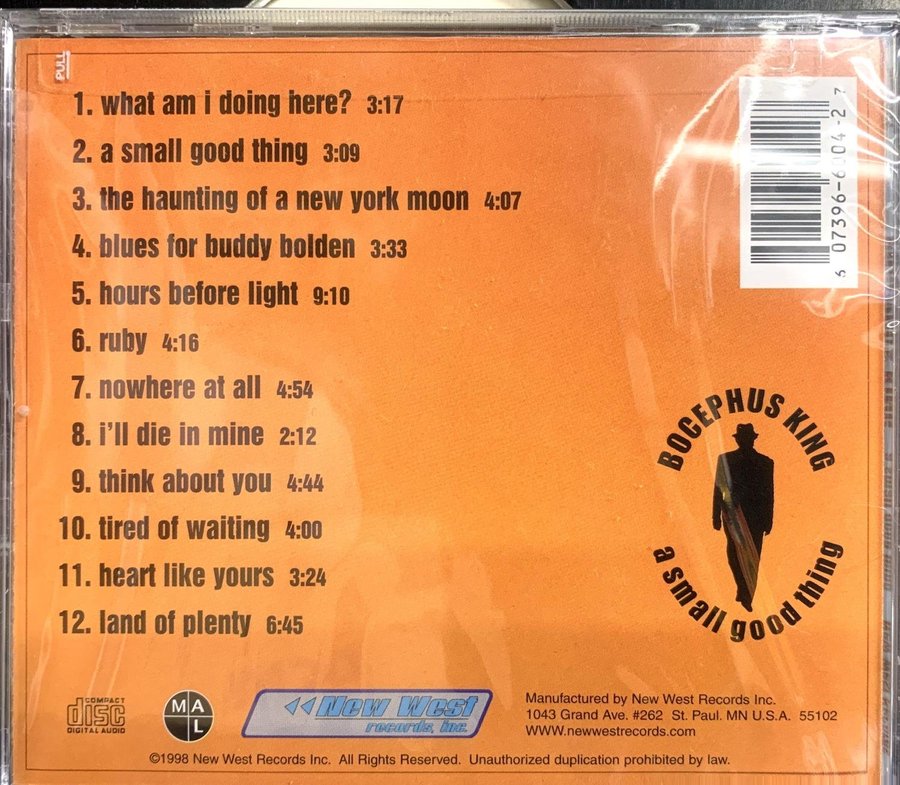 PULL
1. what am i doing here? 3:17
2. a small good thing 3:09
3. the haunting of a new york moon 4:07
4. blues for buddy bolden 3:33
5. hours before light 9:10
6. ruby 4:16
7. nowhere at all 4:54
8. i'll die in mine 2:12
9. think about you 4:44
10. tired of waiting 4:00
11. heart like yours 3:24
12. land of plenty 6:45
BOCEPHUS KING
a small good thing
COMPACT
disc
DIGITAL AUDIO
MA
L
New West
records, inc.
Manufactured by New West Records Inc.
1043 Grand Ave. #262 St. Paul. MN U.S.A. 55102
WWW.newwestrecords.com
©1998 New West Records Inc. All Rights Reserved. Unauthorized duplication prohibited by law.